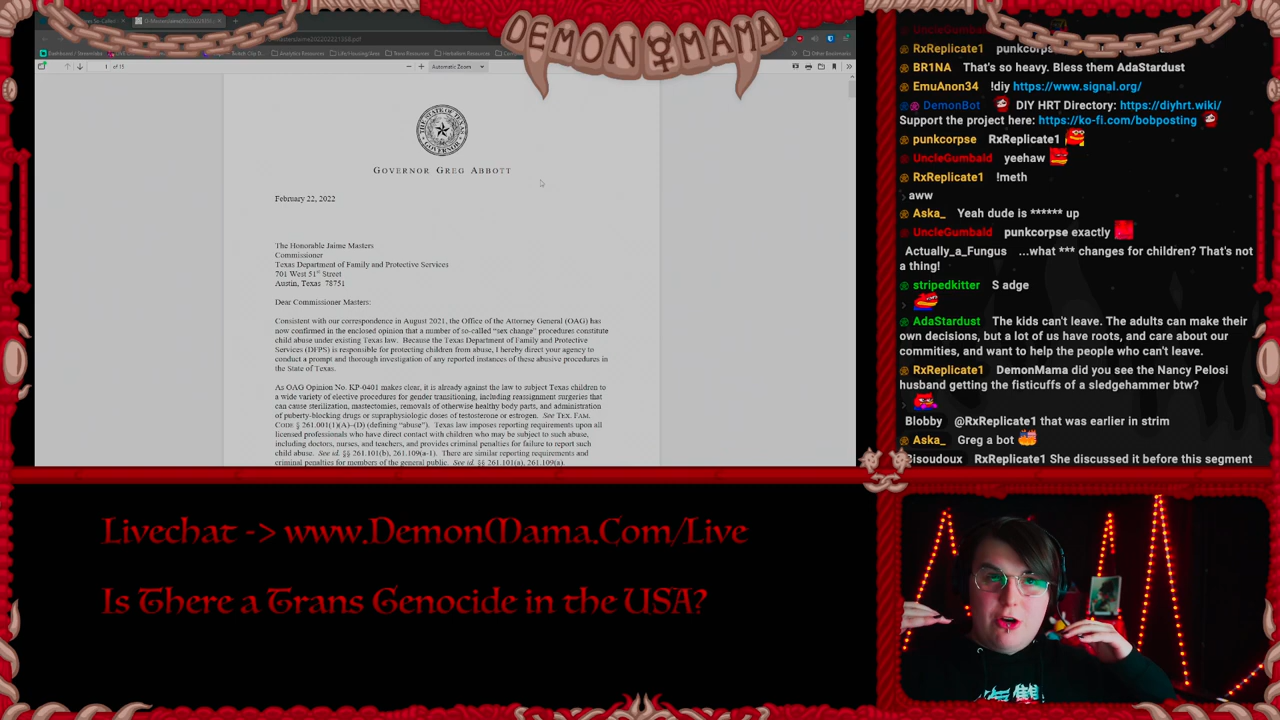 DEMON MAMA
1 of 15
Automatic Zoom
Other Bookmarks
THE STATE OF TEXAS
GOVERNOR
GOVERNOR GREG ABBOTT
February 22, 2022
The Honorable Jaime Masters
Commissioner
Texas Department of Family and Protective Services
701 West 51st Street
Austin, Texas 78751
Dear Commissioner Masters:
Consistent with our correspondence in August 2021, the Office of the Attorney General (OAG) has
now confirmed in the enclosed opinion that a number of so-called “sex change” procedures constitute
child abuse under existing Texas law. Because the Texas Department of Family and Protective
Services (DFPS) is responsible for protecting children from abuse, I hereby direct your agency to
conduct a prompt and thorough investigation of any reported instances of these abusive procedures in
the State of Texas.
As OAG Opinion No. KP-0401 makes clear, it is already against the law to subject Texas children to
a wide variety of elective procedures for gender transitioning, including reassignment surgeries that
can cause sterilization, mastectomies, removals of otherwise healthy body parts, and administration
of puberty-blocking drugs or supraphysiologic doses of testosterone or estrogen. See TEX. FAM.
CODE § 261.001(1)(A)–(D) (defining “abuse”). Texas law imposes reporting requirements upon all
licensed professionals who have direct contact with children who may be subject to such abuse,
including doctors, nurses, and teachers, and provides criminal penalties for failure to report such
child abuse. See id. §§ 261.101(b), 261.109(a-1). There are similar reporting requirements and
criminal penalties for members of the general public. See id. §§ 261.101(a), 261.109(a).
UncleGumbald
RxReplicate1 punkcorpse
BR1NA That's so heavy. Bless them AdaStardust
EmuAnon34 !diy https://www.signal.org/
DemonBot DIY HRT Directory: https://diyhrt.wiki/
Support the project here: https://ko-fi.com/bobposting
punkcorpse RxReplicate1
UncleGumbald yeehaw
RxReplicate1 !meth
aww
Aska_ Yeah dude is ****** up
UncleGumbald punkcorpse exactly
Actually_a_Fungus ...what *** changes for children? That's not
a thing!
stripedkitter S adge
AdaStardust The kids can't leave. The adults can make their
own decisions, but a lot of us have roots, and care about our
commities, and want to help the people who can't leave.
RxReplicate1 DemonMama did you see the Nancy Pelosi
husband getting the fisticuffs of a sledgehammer btw?
Blobby @RxReplicate1 that was earlier in strim
Aska_ Greg a bot
Bisoudoux RxReplicate1 She discussed it before this segment
Livechat -> www.DemonMama.Com/Live
Is There a Trans Genocide in the USA?